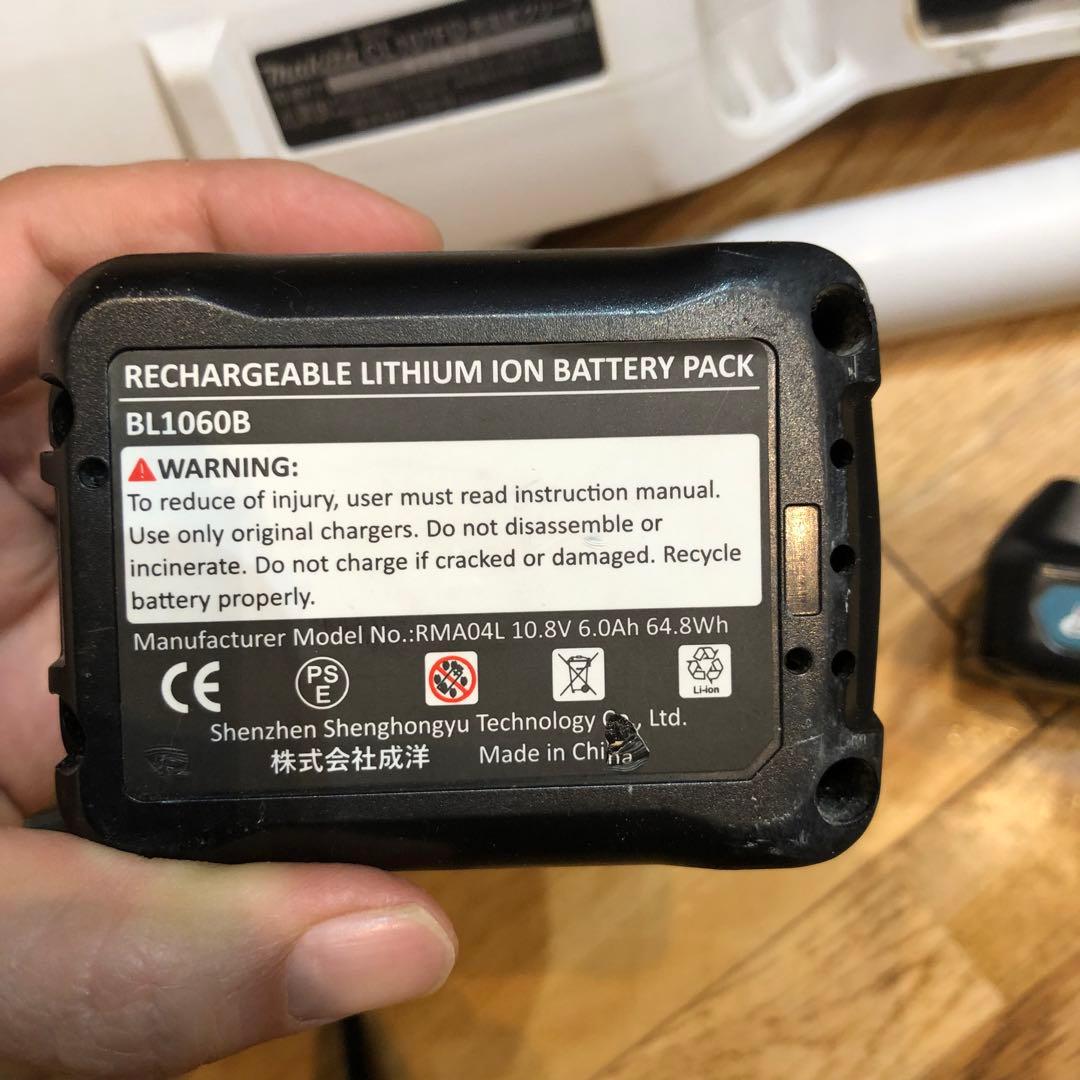 makita
RECHARGEABLE LITHIUM ION BATTERY PACK
BL1060B
WARNING:
To reduce of injury, user must read instruction manual.
Use only original chargers. Do not disassemble or
incinerate. Do not charge if cracked or damaged. Recycle
battery properly.
Manufacturer Model No.:RMA04L 10.8V 6.0Ah 64.8Wh
CE
PS
E
Li-ion
Shenzhen Shenghongyu Technology Ltd.
株式会社成洋
Made in China